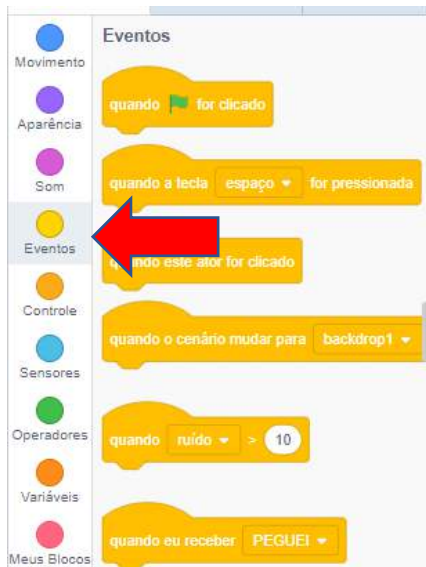 Eventos
Movimento
Aparência
Som
Eventos
Controle
Sensores
Operadores
Variáveis
Meus Blocos
quando for clicado
quando a tecla espaço for pressionada
quando este ator for clicado
quando o cenário mudar para backdrop1
quando ruído > 10
quando eu receber PEGUEI